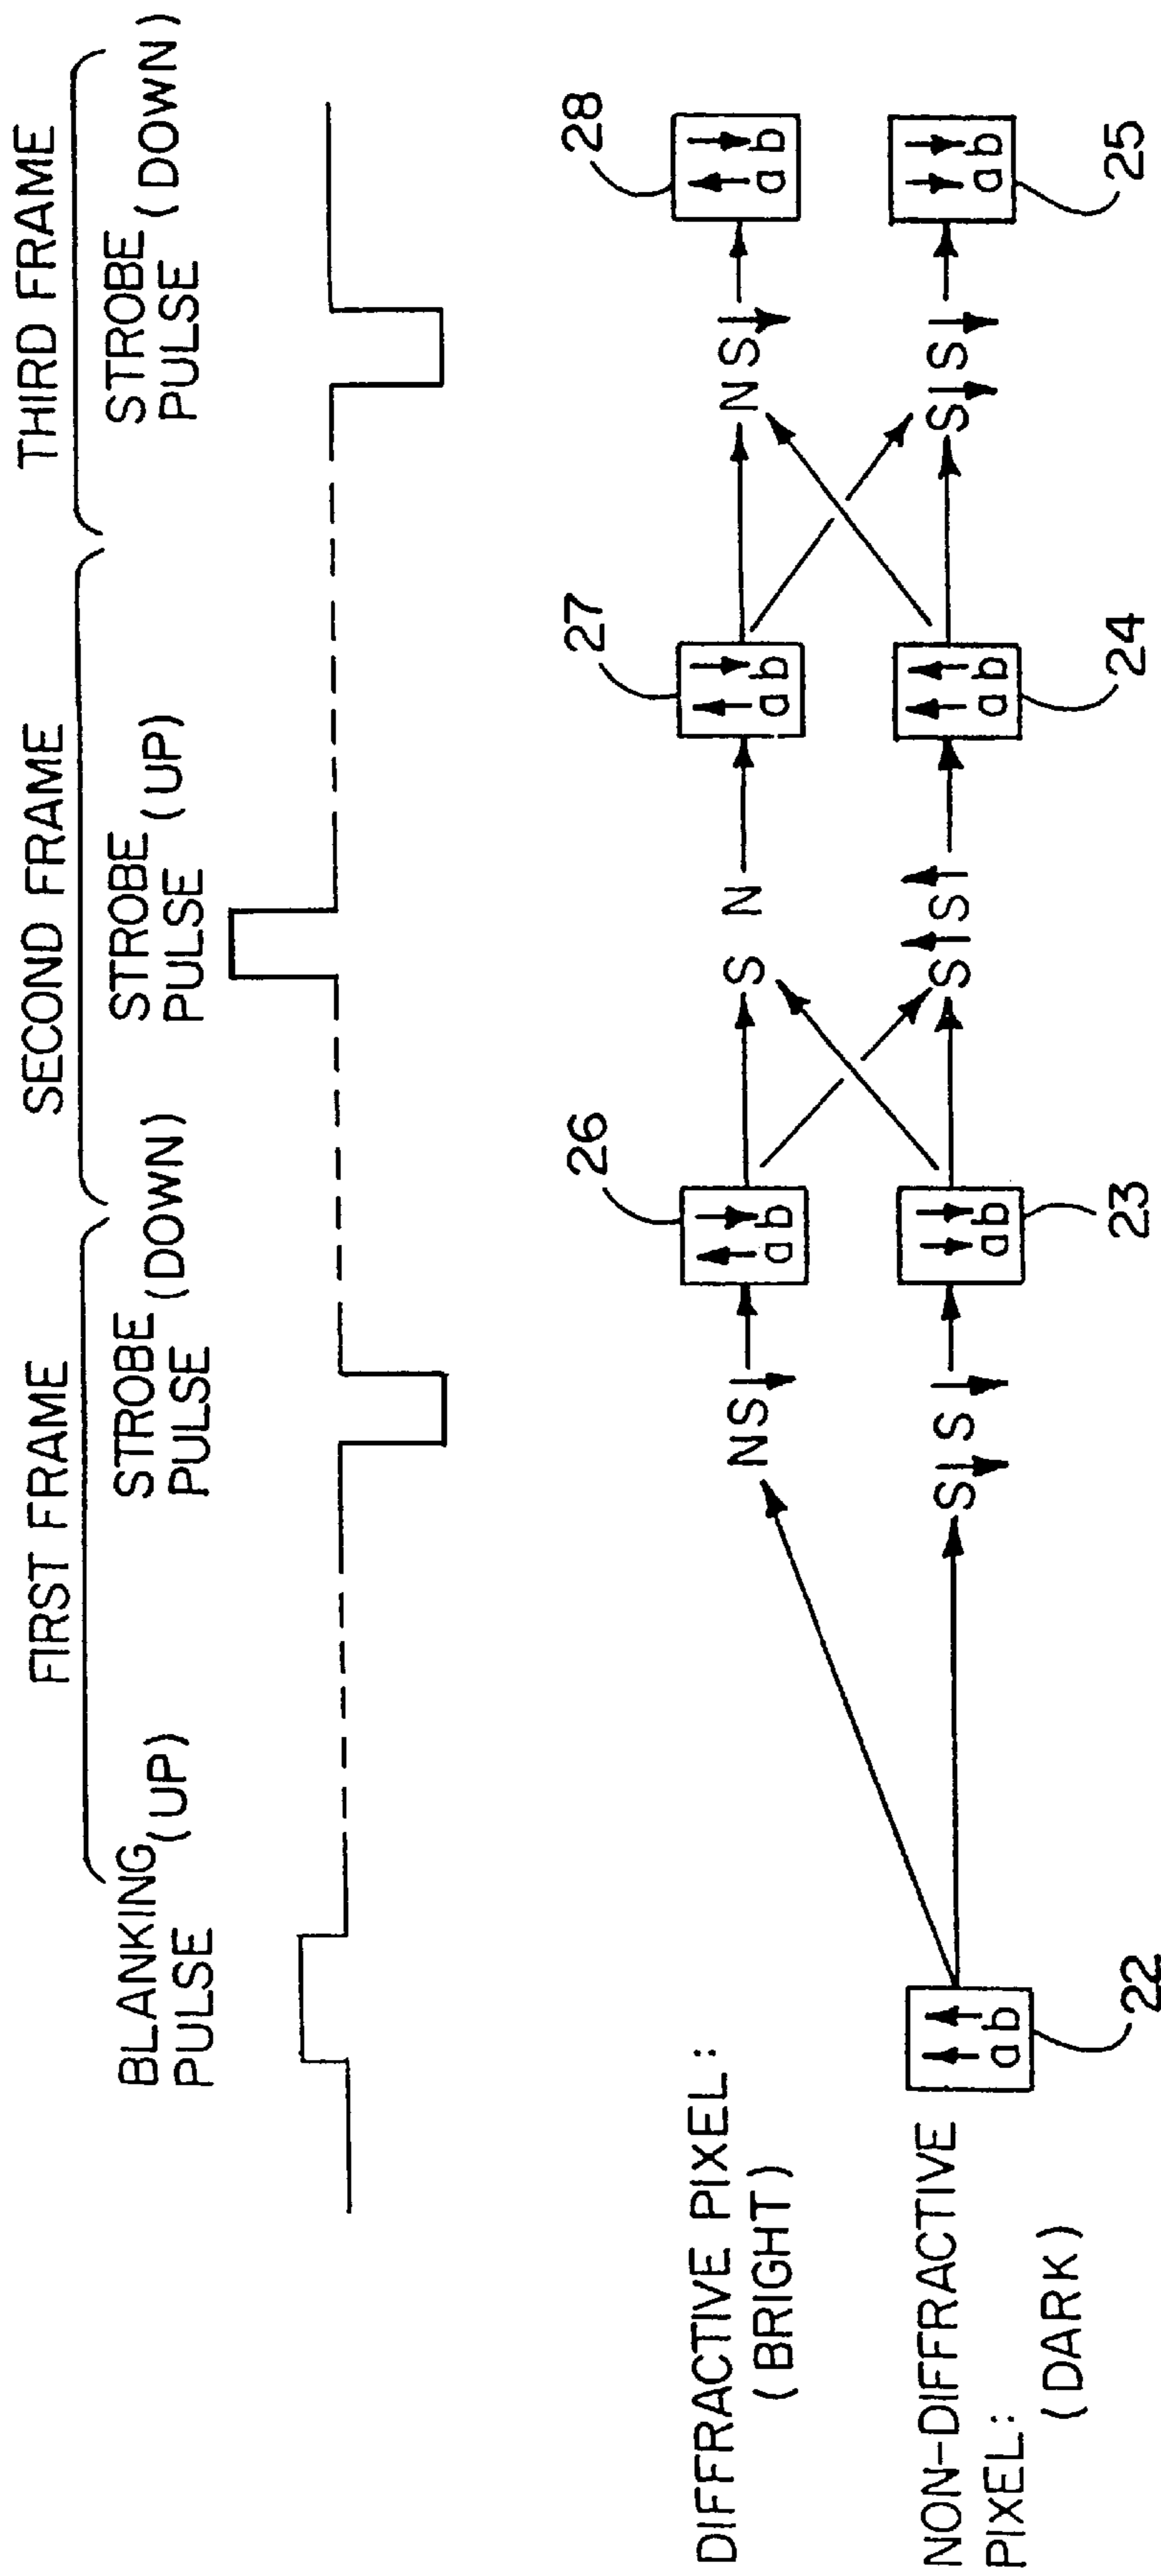 FIRST FRAME
SECOND FRAME
THIRD FRAME
BLANKING
PULSE (UP)
STROBE
PULSE (DOWN)
STROBE
PULSE (UP)
STROBE
PULSE (DOWN)
DIFFRACTIVE PIXEL:
(BRIGHT)
NS
26
a b
S N
27
a b
N S
28
a b
NON-DIFFRACTIVE
PIXEL:
(DARK)
22
a b
S S
23
a b
S S
24
a b
S S
25
a b